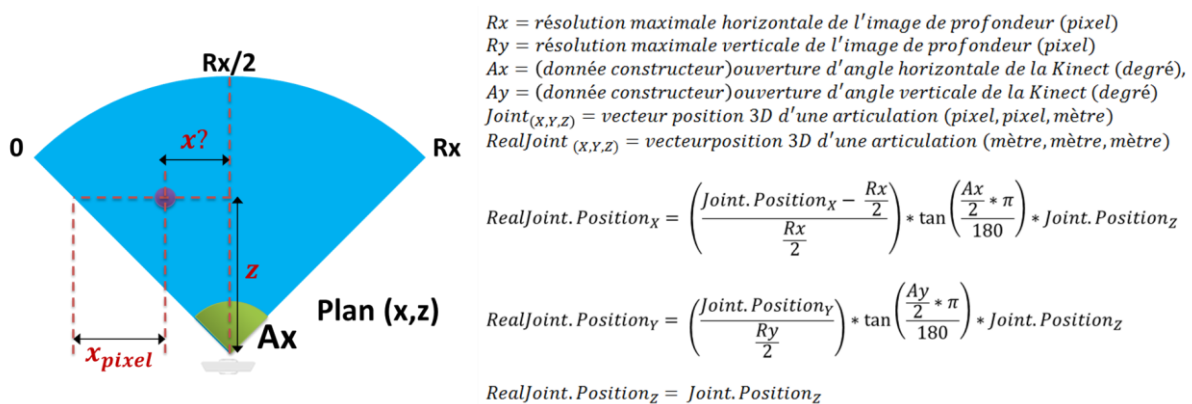 Rx/2
x?
0
Rx
z
Plan (x,z)
Ax
x_pixel
Rx = résolution maximale horizontale de l'image de profondeur (pixel)
Ry = résolution maximale verticale de l'image de profondeur (pixel)
Ax = (donnée constructeur)ouverture d'angle horizontale de la Kinect (degré),
Ay = (donnée constructeur)ouverture d'angle verticale de la Kinect (degré)
Joint_(X,Y,Z) = vecteur position 3D d'une articulation (pixel, pixel, mètre)
RealJoint _(X,Y,Z) = vecteurposition 3D d'une articulation (mètre, mètre, mètre)
RealJoint. Position_X = ((Joint. Position_X − Rx/2) / (Rx/2)) * tan((Ax/2 * π) / 180) * Joint. Position_Z
RealJoint. Position_Y = (Joint. Position_Y / (Ry/2)) * tan((Ay/2 * π) / 180) * Joint. Position_Z
RealJoint. Position_Z = Joint. Position_Z